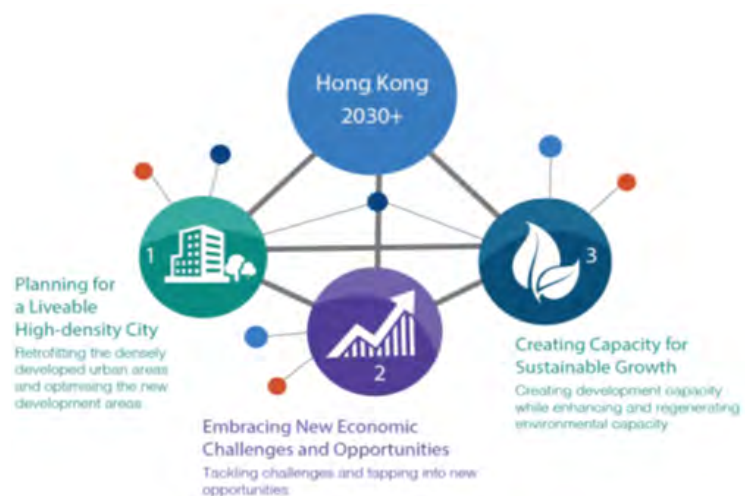 Hong Kong
2030+
1
Planning for
a Liveable
High-density City
Retrofitting the densely
developed urban areas
and optimising the new
development areas
2
Embracing New Economic
Challenges and Opportunities
Tackling challenges and tapping into new
opportunities
3
Creating Capacity for
Sustainable Growth
Creating development capacity
while enhancing and regenerating
environmental capacity